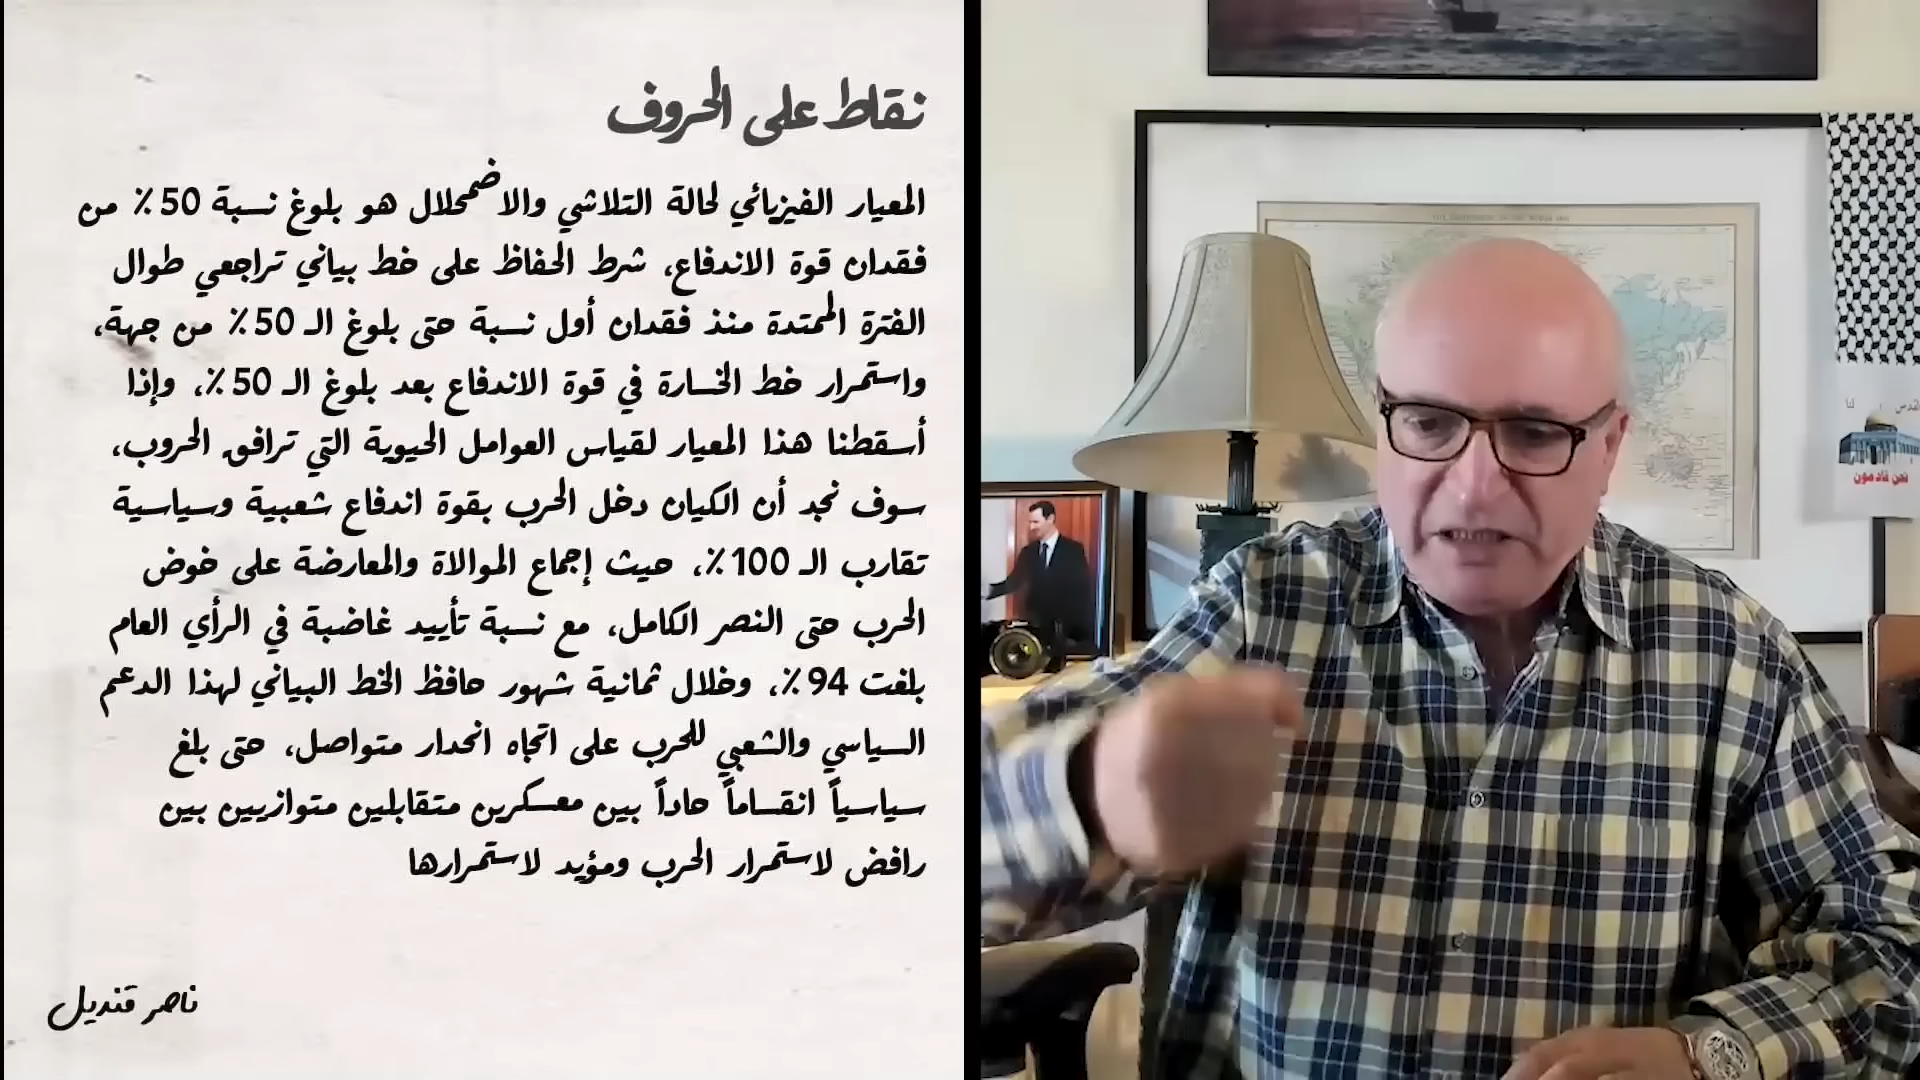 نقاط على الحروف
المعيار الفيزيائي لحالة التلاشي والاضمحلال هو بلوغ نسبة 50٪ من
فقدان قوة الاندفاع، شرط الحفاظ على خط بياني تراجعي طوال
الفترة الممتدة منذ فقدان أول نسبة حتى بلوغ الـ 50٪ من جهة،
واستمرار خط الخسارة في قوة الاندفاع بعد بلوغ الـ 50٪، وإذا
أسقطنا هذا المعيار لقياس العوامل الحيوية التي ترافق الحروب،
سوف نجد أن الكيان دخل الحرب بقوة اندفاع شعبية وسياسية
تقارب الـ 100٪، حيث إجماع الموالاة والمعارضة على خوض
الحرب حتى النصر الكامل، مع نسبة تأييد غاضبة في الرأي العام
بلغت 94٪، وخلال ثمانية شهور حافظ الخط البياني لهذا الدعم
السياسي والشعبي للحرب على اتجاه انحدار متواصل، حتى بلغ
سياسياً انقساماً حاداً بين معسكرين متقابلين متوازيين بين
رافض لاستمرار الحرب ومؤيد لاستمرارها
ناصر قنديل
القدس لنا
نحن قادمون